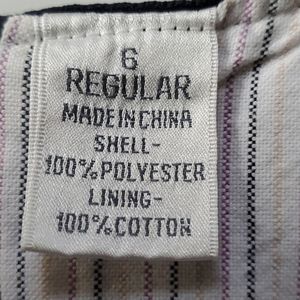 6
REGULAR
MADE IN CHINA
SHELL-
100%POLYESTER
LINING-
100%COTTON